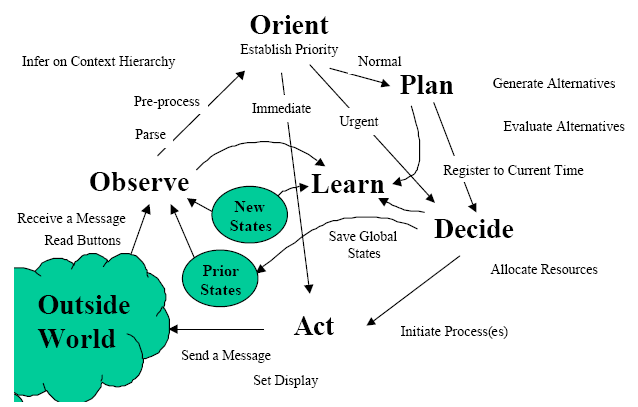 Orient
Establish Priority
Infer on Context Hierarchy
Normal
Plan
Generate Alternatives
Pre-process
Immediate
Urgent
Evaluate Alternatives
Parse
Register to Current Time
Observe
Learn
New
States
Receive a Message
Read Buttons
Save Global
States
Decide
Prior
States
Allocate Resources
Outside
World
Act
Initiate Process(es)
Send a Message
Set Display